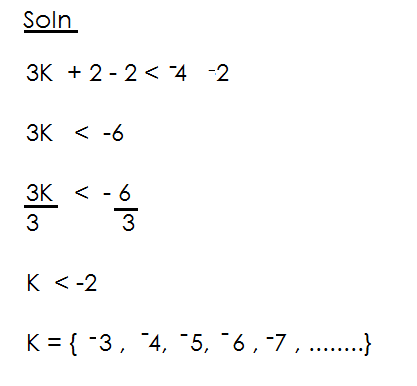 Soln
3K + 2 - 2 < ⁻4 ⁻2
3K < -6
3K < - 6
3 3
K < -2
K = { ⁻3 , ⁻4, ⁻5, ⁻6 , ⁻7 , ........}